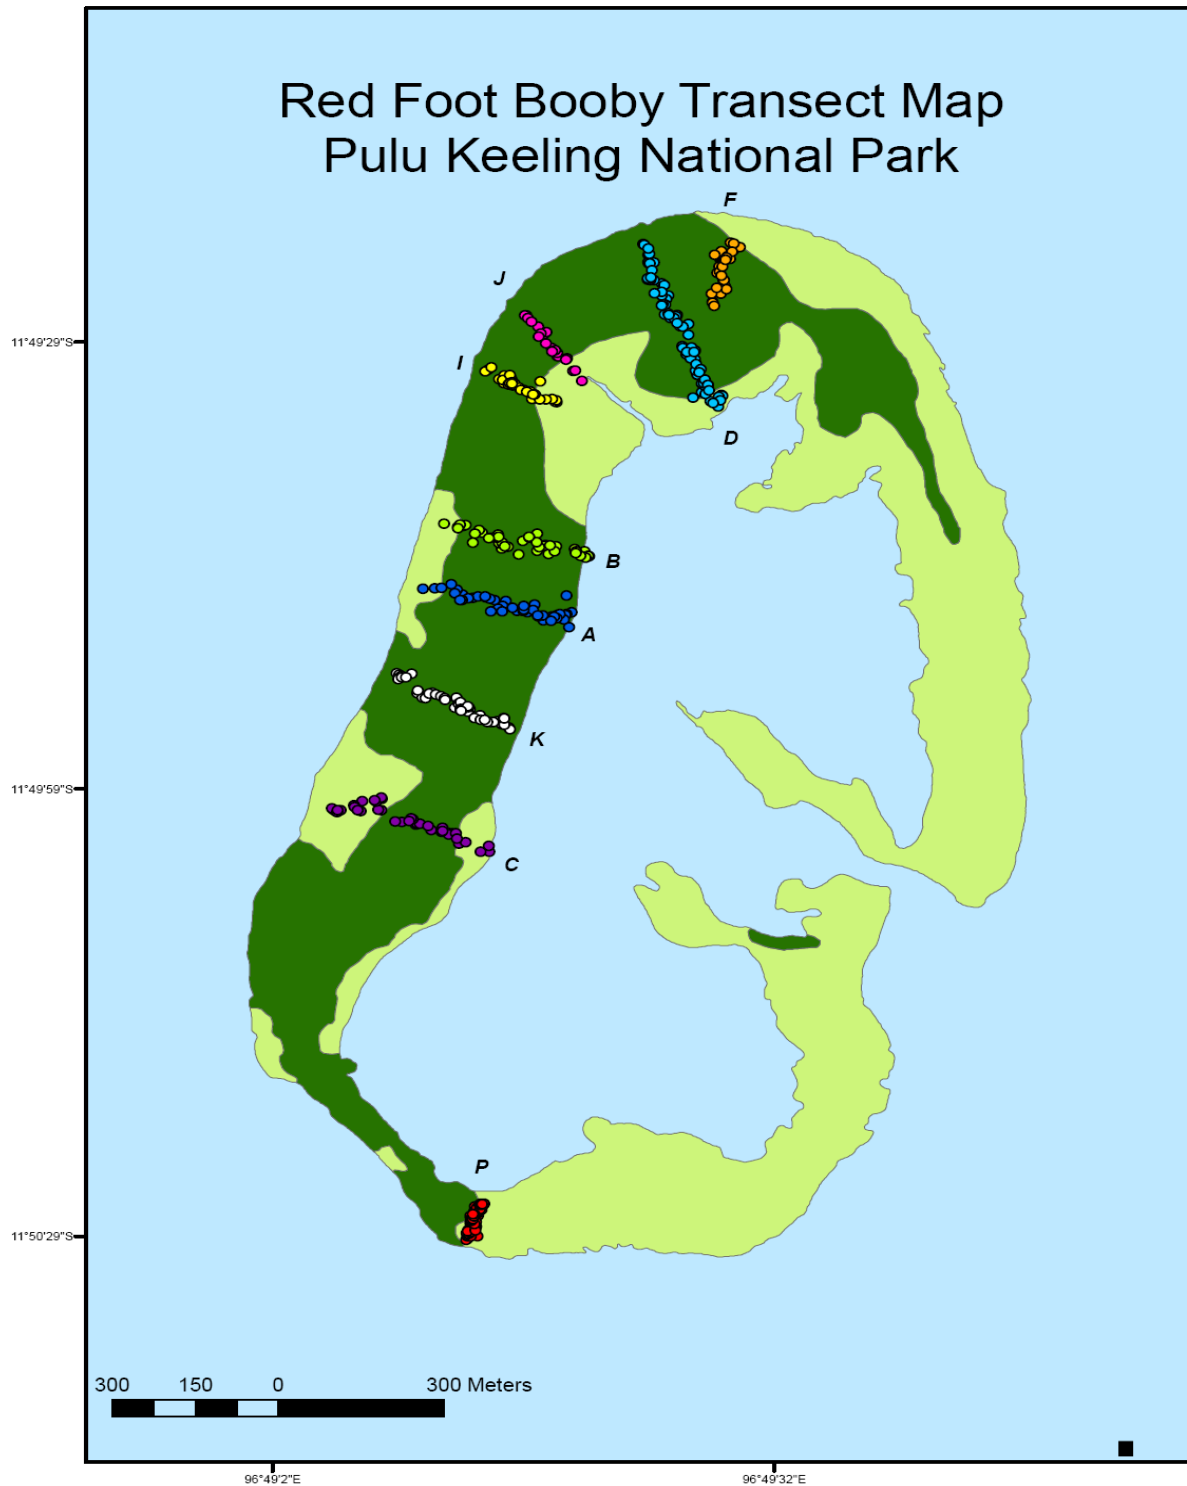 Red Foot Booby Transect Map
Pulu Keeling National Park
F
J
11°49'29"S
I
D
B
A
K
11°49'59"S
C
P
11°50'29"S
300 150 0 300 Meters
96°49'2"E 96°49'32"E